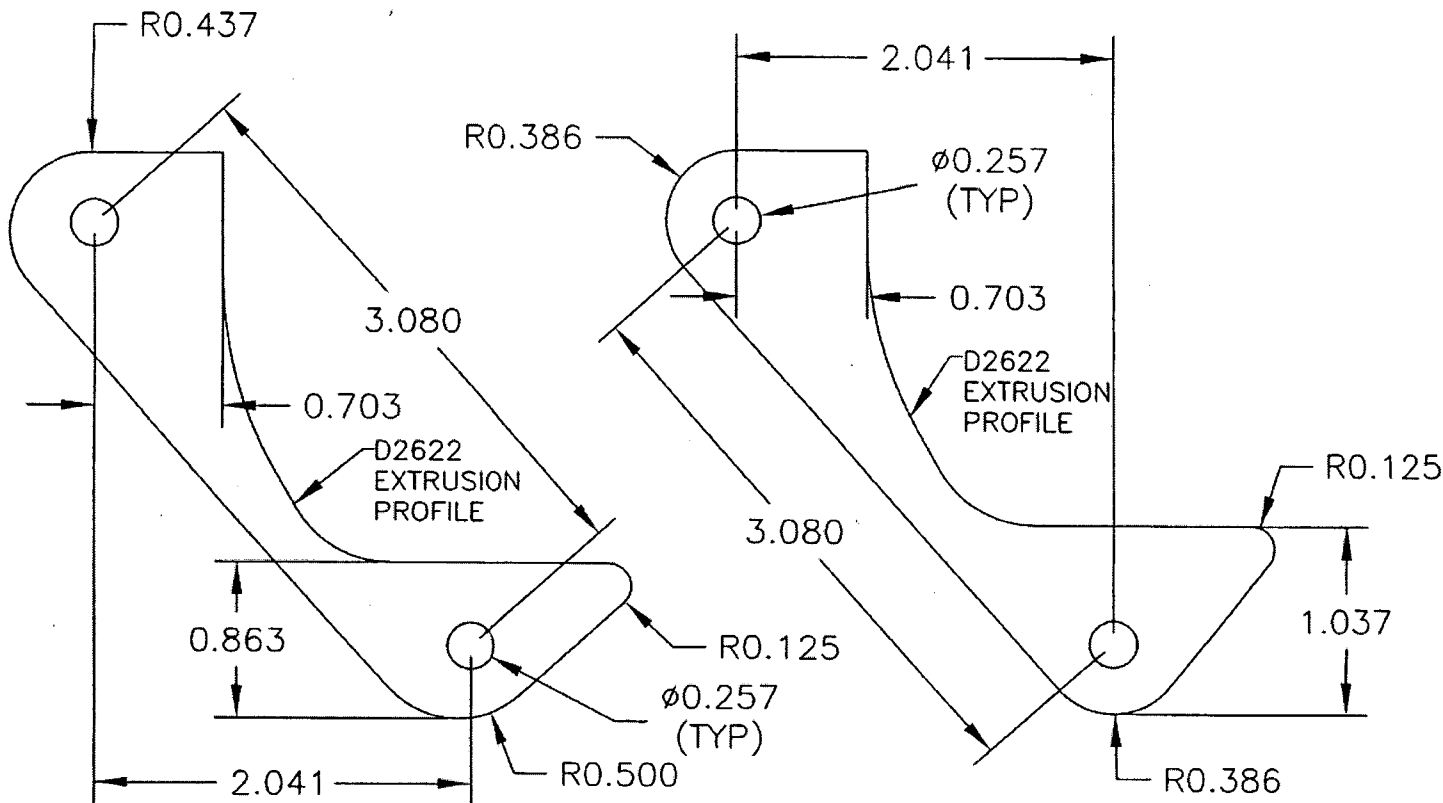 R0.437
3.080
0.703
D2622
EXTRUSION
PROFILE
0.863
R0.125
ø0.257
(TYP)
R0.500
2.041
2.041
R0.386
ø0.257
(TYP)
0.703
D2622
EXTRUSION
PROFILE
R0.125
3.080
1.037
R0.386